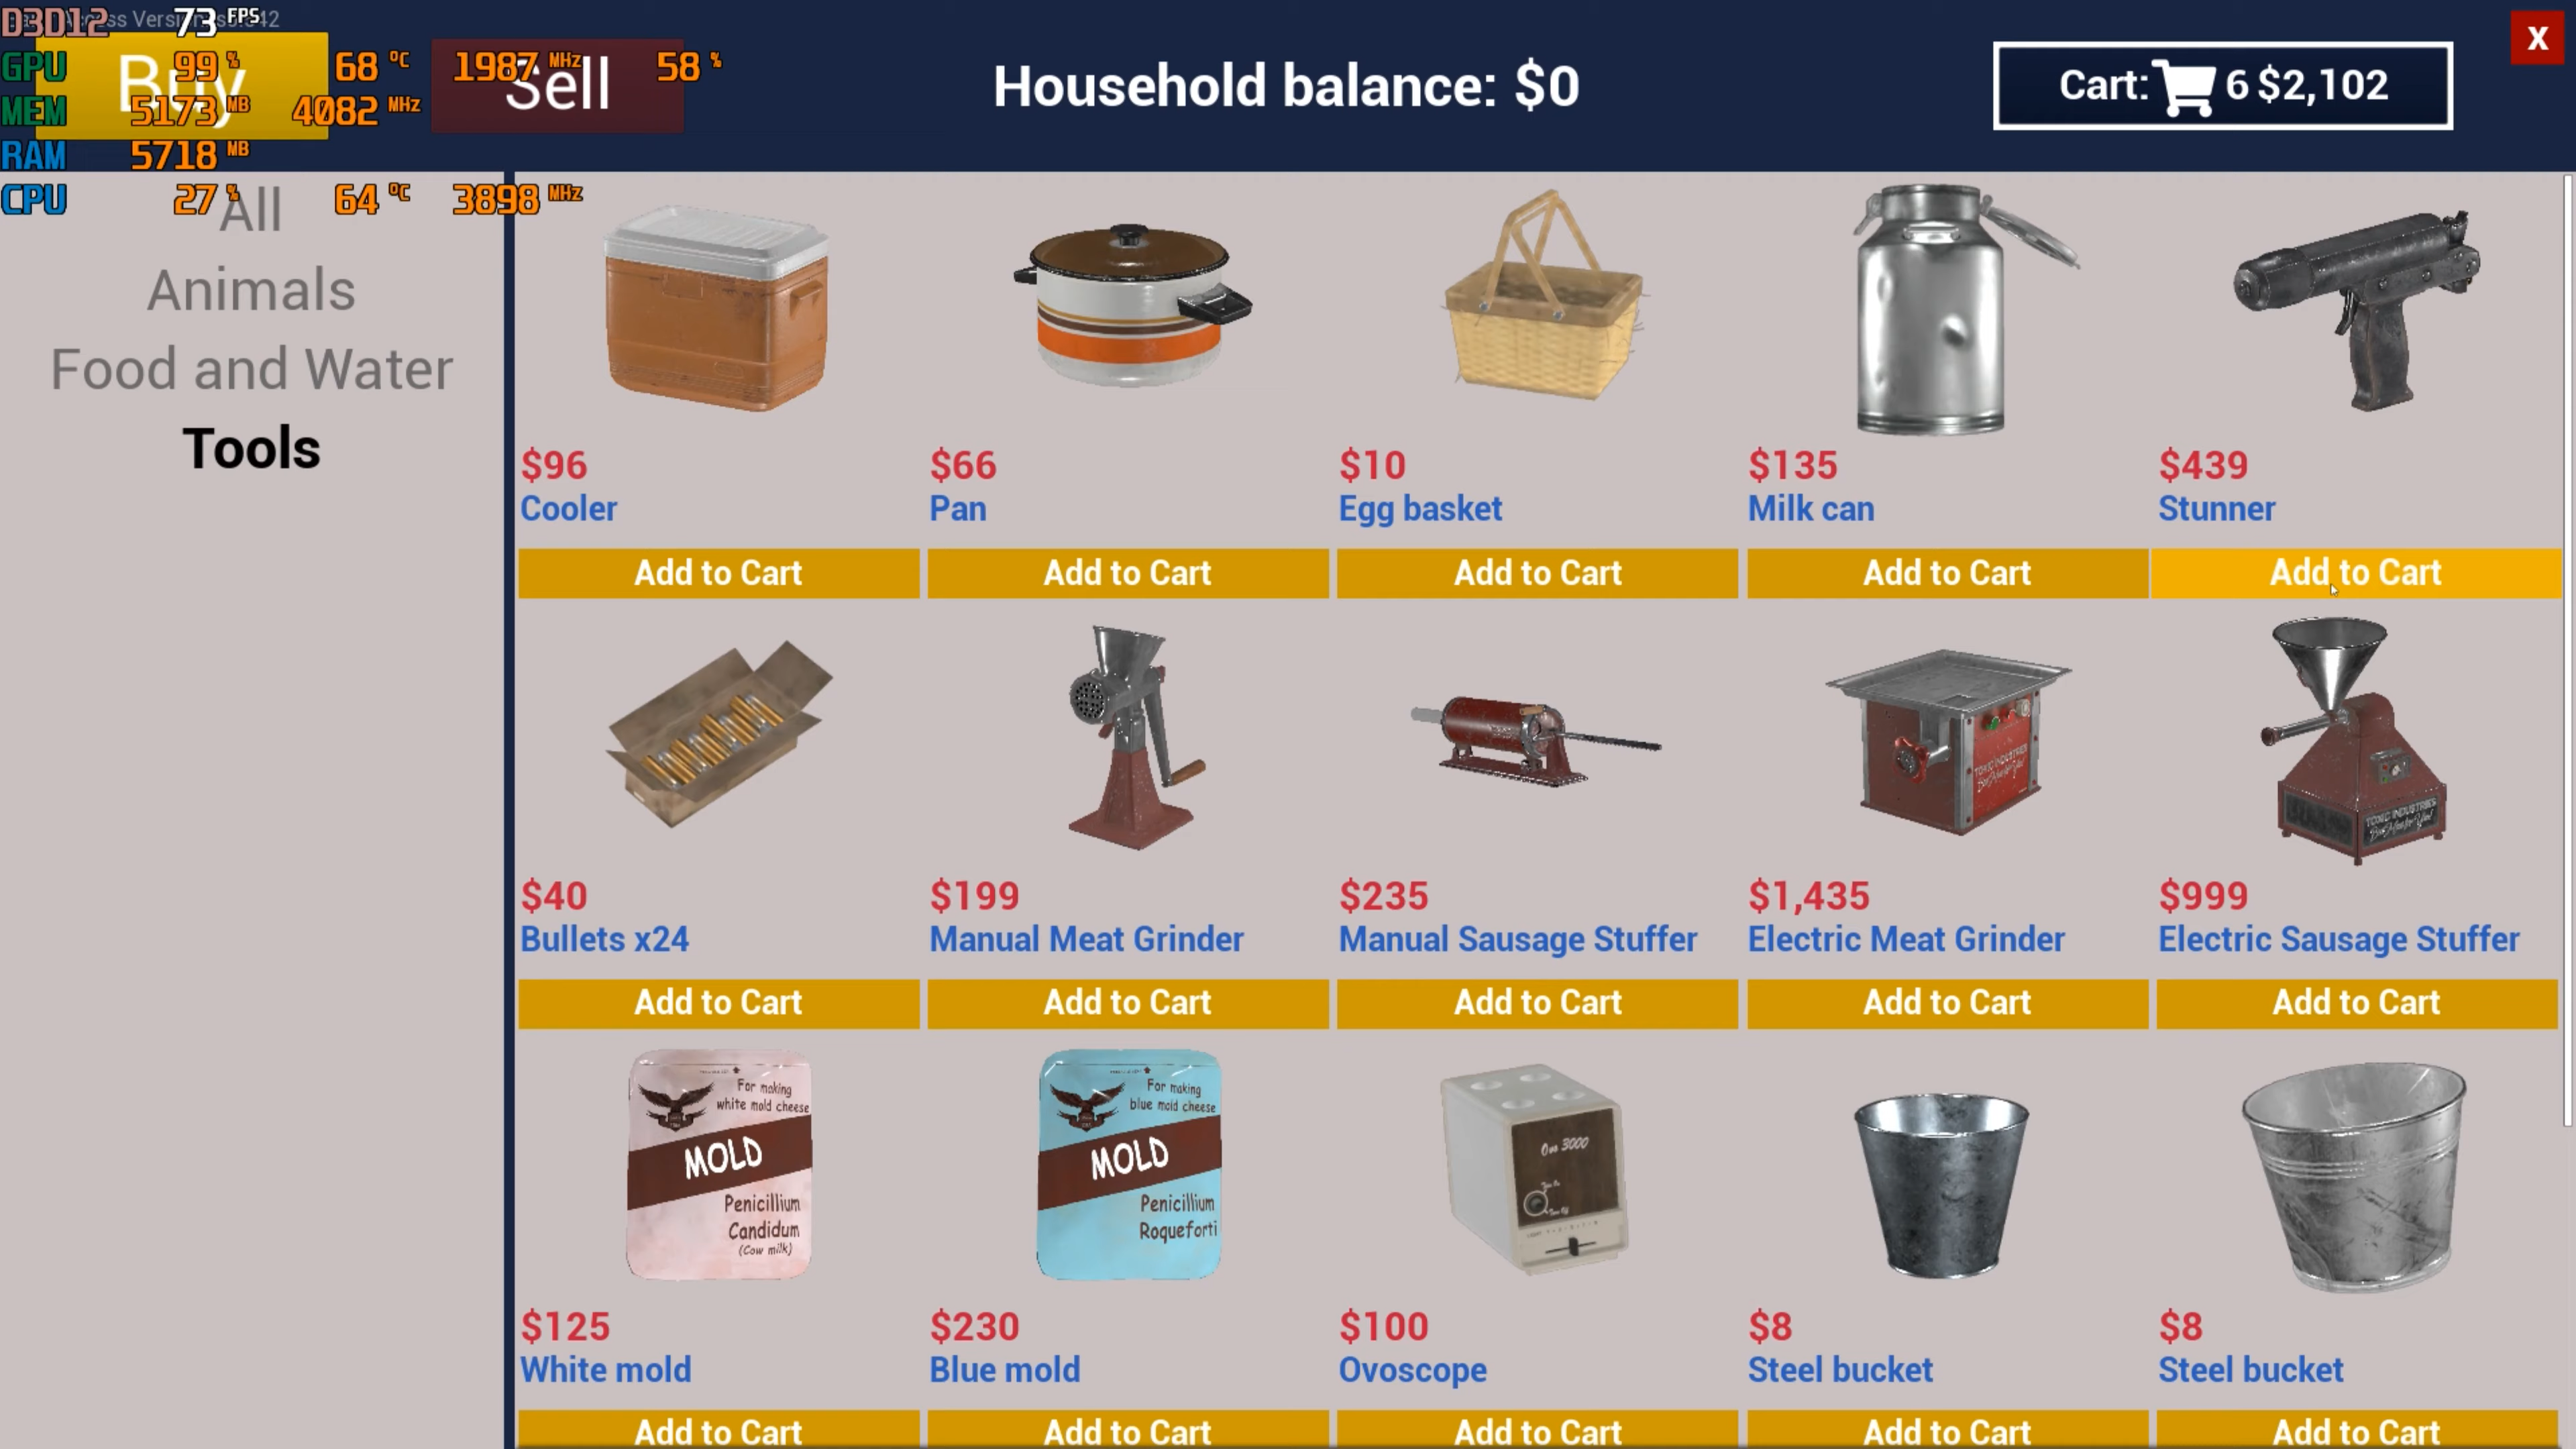 D3D12 73 FPS
GPU 99 % 68 °C 1987 MHz 58 %
MEM 5173 MB 4082 MHz
RAM 5718 MB
CPU 27 % 64 °C 3898 MHz
Buy
Sell
Household balance: $0
Cart: 6 $2,102
X
All
Animals
Food and Water
Tools
$96
Cooler
Add to Cart
$66
Pan
Add to Cart
$10
Egg basket
Add to Cart
$135
Milk can
Add to Cart
$439
Stunner
Add to Cart
$40
Bullets x24
Add to Cart
$199
Manual Meat Grinder
Add to Cart
$235
Manual Sausage Stuffer
Add to Cart
TOXIC INDUSTRIES
$1,435
Electric Meat Grinder
Add to Cart
TOXIC INDUSTRIES
$999
Electric Sausage Stuffer
Add to Cart
For making
white mold cheese
MOLD
Penicillium
Candidum
(Cow milk)
$125
White mold
Add to Cart
For making
blue mold cheese
MOLD
Penicillium
Roqueforti
$230
Blue mold
Add to Cart
Ovo 3000
$100
Ovoscope
Add to Cart
$8
Steel bucket
Add to Cart
$8
Steel bucket
Add to Cart